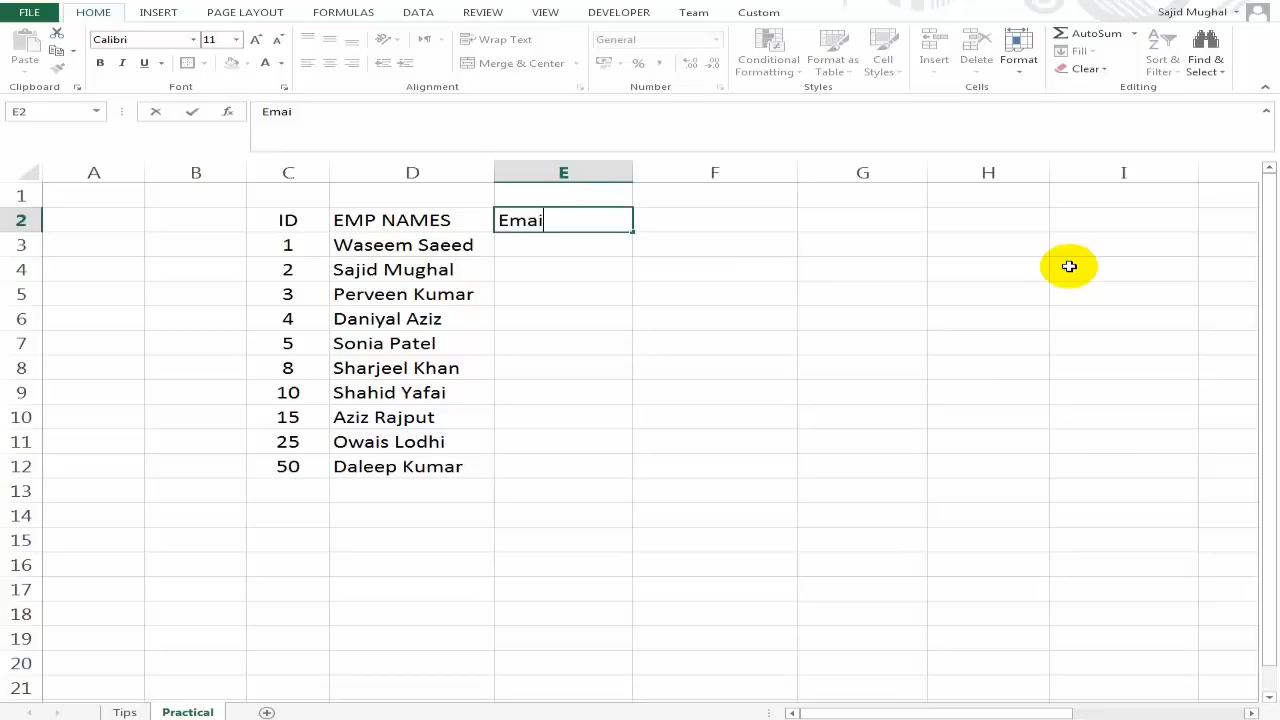 FILE HOME INSERT PAGE LAYOUT FORMULAS DATA REVIEW VIEW DEVELOPER Team Custom Sajid Mughal
Calibri 11 Wrap Text General AutoSum
Paste B I U Merge & Center % Conditional Formatting Format as Table Cell Styles Insert Delete Format Fill Clear Sort & Filter Find & Select
Clipboard Font Alignment Number Styles Cells Editing
E2 fx Emai
A B C D E F G H I
1
2 ID EMP NAMES Emai
3 1 Waseem Saeed
4 2 Sajid Mughal
5 3 Perveen Kumar
6 4 Daniyal Aziz
7 5 Sonia Patel
8 8 Sharjeel Khan
9 10 Shahid Yafai
10 15 Aziz Rajput
11 25 Owais Lodhi
12 50 Daleep Kumar
13
14
15
16
17
18
19
20
21
Tips Practical